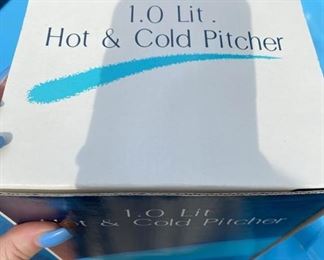 1.0 Lit.
Hot & Cold Pitcher
1.0 Lit
Hot & Cold Pitcher